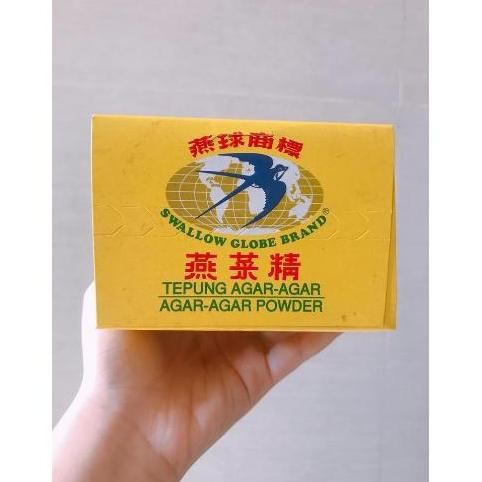 燕球商標
SWALLOW GLOBE BRAND®
燕菜精
TEPUNG AGAR-AGAR
AGAR-AGAR POWDER